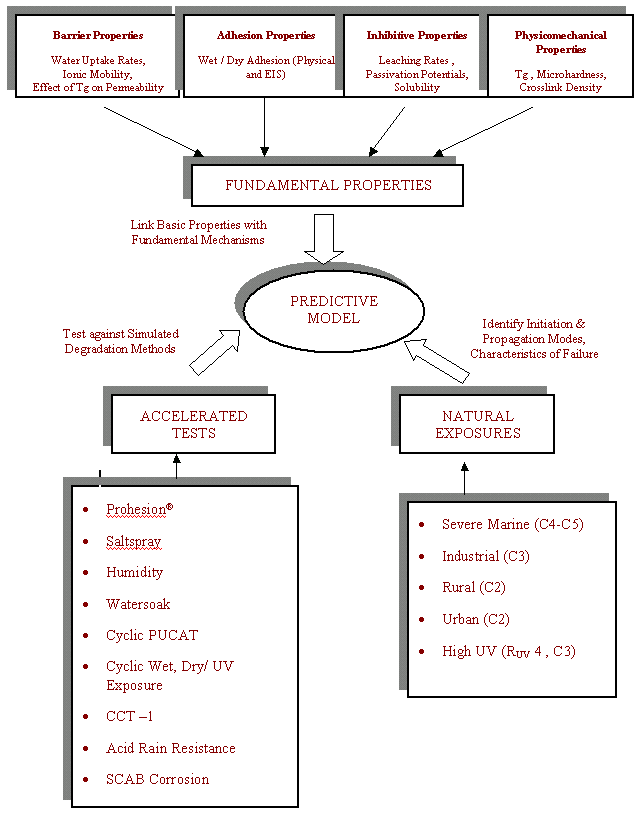 Barrier Properties
Water Uptake Rates,
Ionic Mobility,
Effect of Tg on Permeability
Adhesion Properties
Wet / Dry Adhesion (Physical
and EIS)
Inhibitive Properties
Leaching Rates ,
Passivation Potentials,
Solubility
Physicomechanical
Properties
Tg , Microhardness,
Crosslink Density
FUNDAMENTAL PROPERTIES
Link Basic Properties with
Fundamental Mechanisms
PREDICTIVE
MODEL
Test against Simulated
Degradation Methods
Identify Initiation &
Propagation Modes,
Characteristics of Failure
ACCELERATED
TESTS
NATURAL
EXPOSURES
• Prohesion®
• Saltspray
• Humidity
• Watersoak
• Cyclic PUCAT
• Cyclic Wet, Dry/ UV
Exposure
• CCT –1
• Acid Rain Resistance
• SCAB Corrosion
• Severe Marine (C4-C5)
• Industrial (C3)
• Rural (C2)
• Urban (C2)
• High UV (RUV 4 , C3)